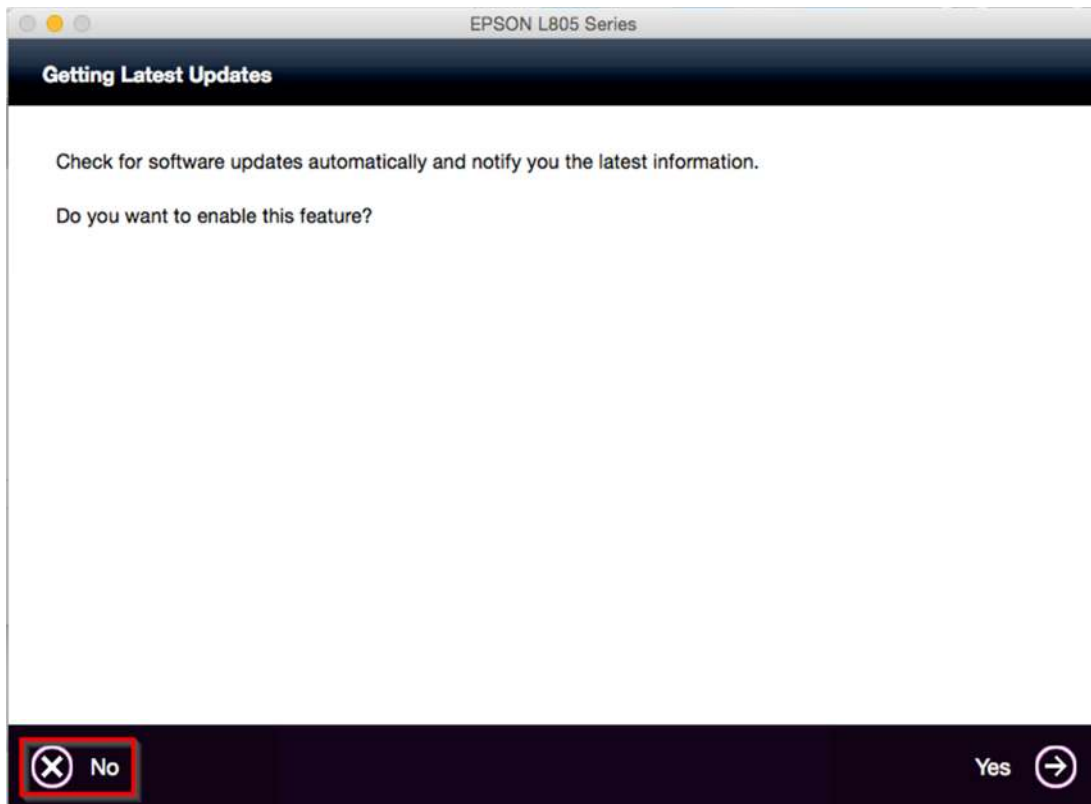 EPSON L805 Series
Getting Latest Updates
Check for software updates automatically and notify you the latest information.
Do you want to enable this feature?
No
Yes